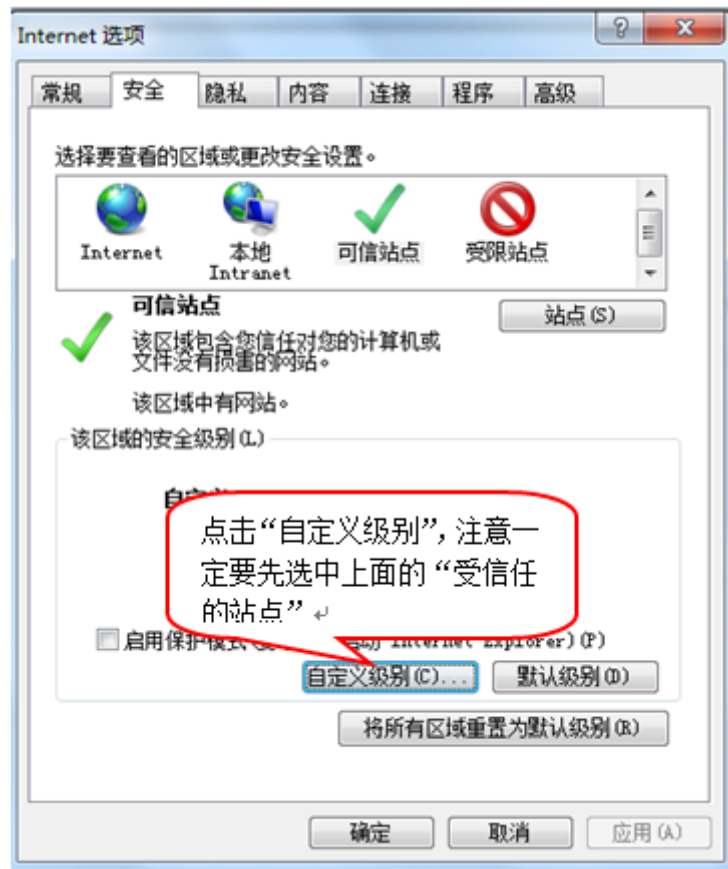 Internet 选项
常规 安全 隐私 内容 连接 程序 高级
选择要查看的区域或更改安全设置。
Internet 本地 Intranet 可信站点 受限站点
可信站点
站点(S)
该区域包含您信任对您的计算机或
文件没有损害的网站。
该区域中有网站。
该区域的安全级别(L)
点击“自定义级别”，注意一
定要先选中上面的“受信任
的站点”
启用保护模式 Internet Explorer)(P)
自定义级别(C)... 默认级别(D)
将所有区域重置为默认级别(R)
确定 取消 应用(A)